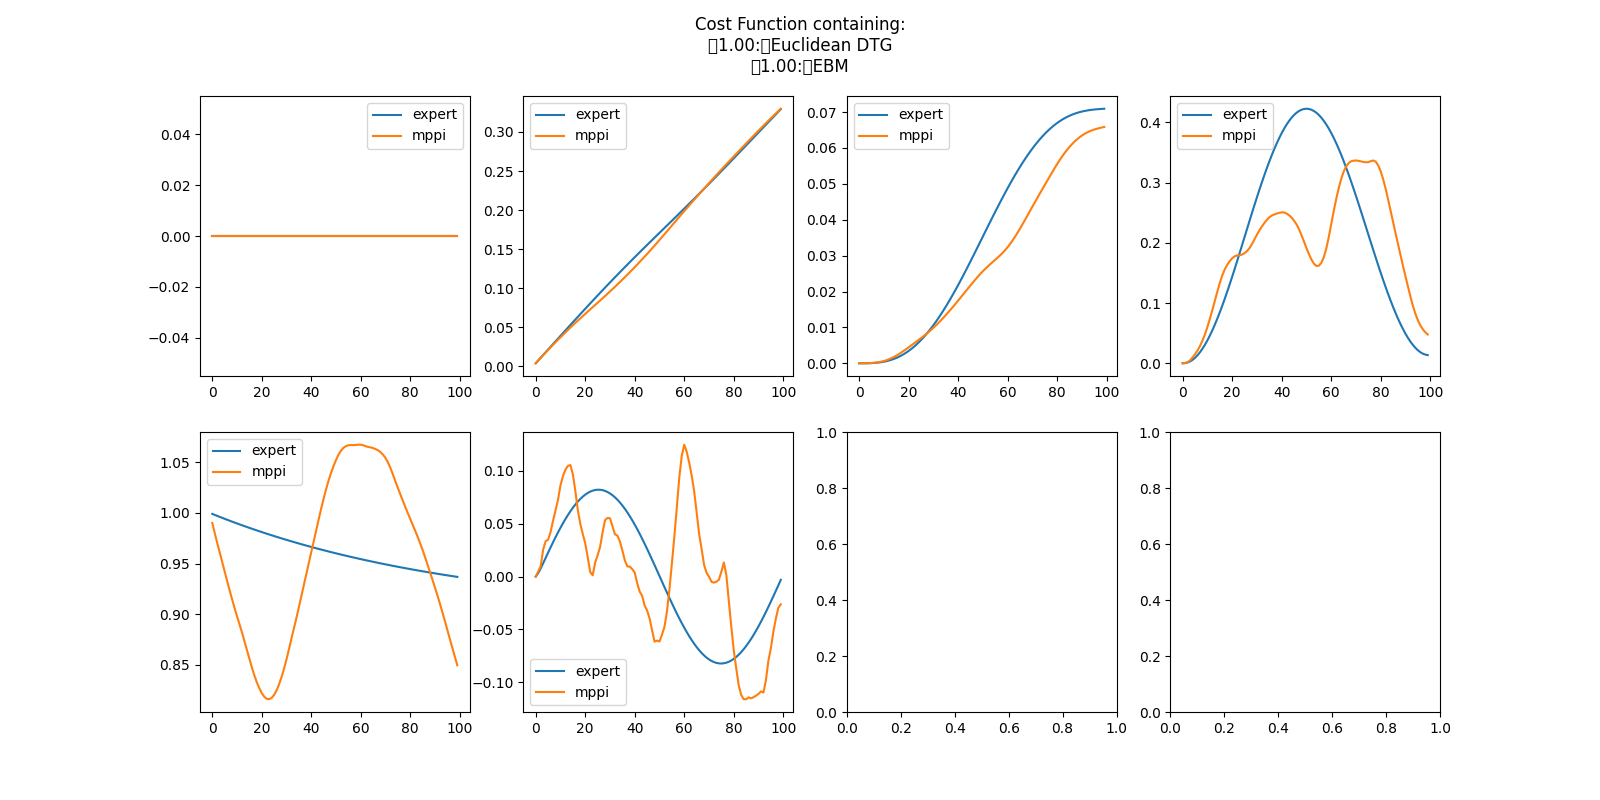 Cost Function containing:
1.00: Euclidean DTG
1.00: EBM
expert
mppi
0.04
0.02
0.00
−0.02
−0.04
0 20 40 60 80 100
expert
mppi
0.30
0.25
0.20
0.15
0.10
0.05
0.00
0 20 40 60 80 100
expert
mppi
0.07
0.06
0.05
0.04
0.03
0.02
0.01
0.00
0 20 40 60 80 100
expert
mppi
0.4
0.3
0.2
0.1
0.0
0 20 40 60 80 100
expert
mppi
1.05
1.00
0.95
0.90
0.85
0 20 40 60 80 100
0.10
0.05
0.00
−0.05
−0.10
expert
mppi
0 20 40 60 80 100
1.0
0.8
0.6
0.4
0.2
0.0
0.0 0.2 0.4 0.6 0.8 1.0
1.0
0.8
0.6
0.4
0.2
0.0
0.0 0.2 0.4 0.6 0.8 1.0